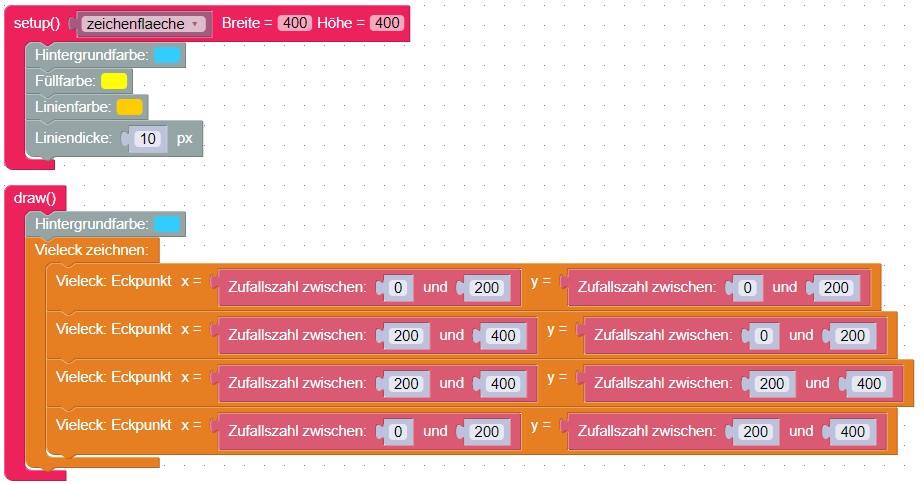 setup() zeichenflaeche Breite = 400 Höhe = 400
Hintergrundfarbe:
Füllfarbe:
Linienfarbe:
Liniendicke: 10 px
draw()
Hintergrundfarbe:
Vieleck zeichnen:
Vieleck: Eckpunkt x = Zufallszahl zwischen: 0 und 200 y = Zufallszahl zwischen: 0 und 200
Vieleck: Eckpunkt x = Zufallszahl zwischen: 200 und 400 y = Zufallszahl zwischen: 0 und 200
Vieleck: Eckpunkt x = Zufallszahl zwischen: 200 und 400 y = Zufallszahl zwischen: 200 und 400
Vieleck: Eckpunkt x = Zufallszahl zwischen: 0 und 200 y = Zufallszahl zwischen: 200 und 400